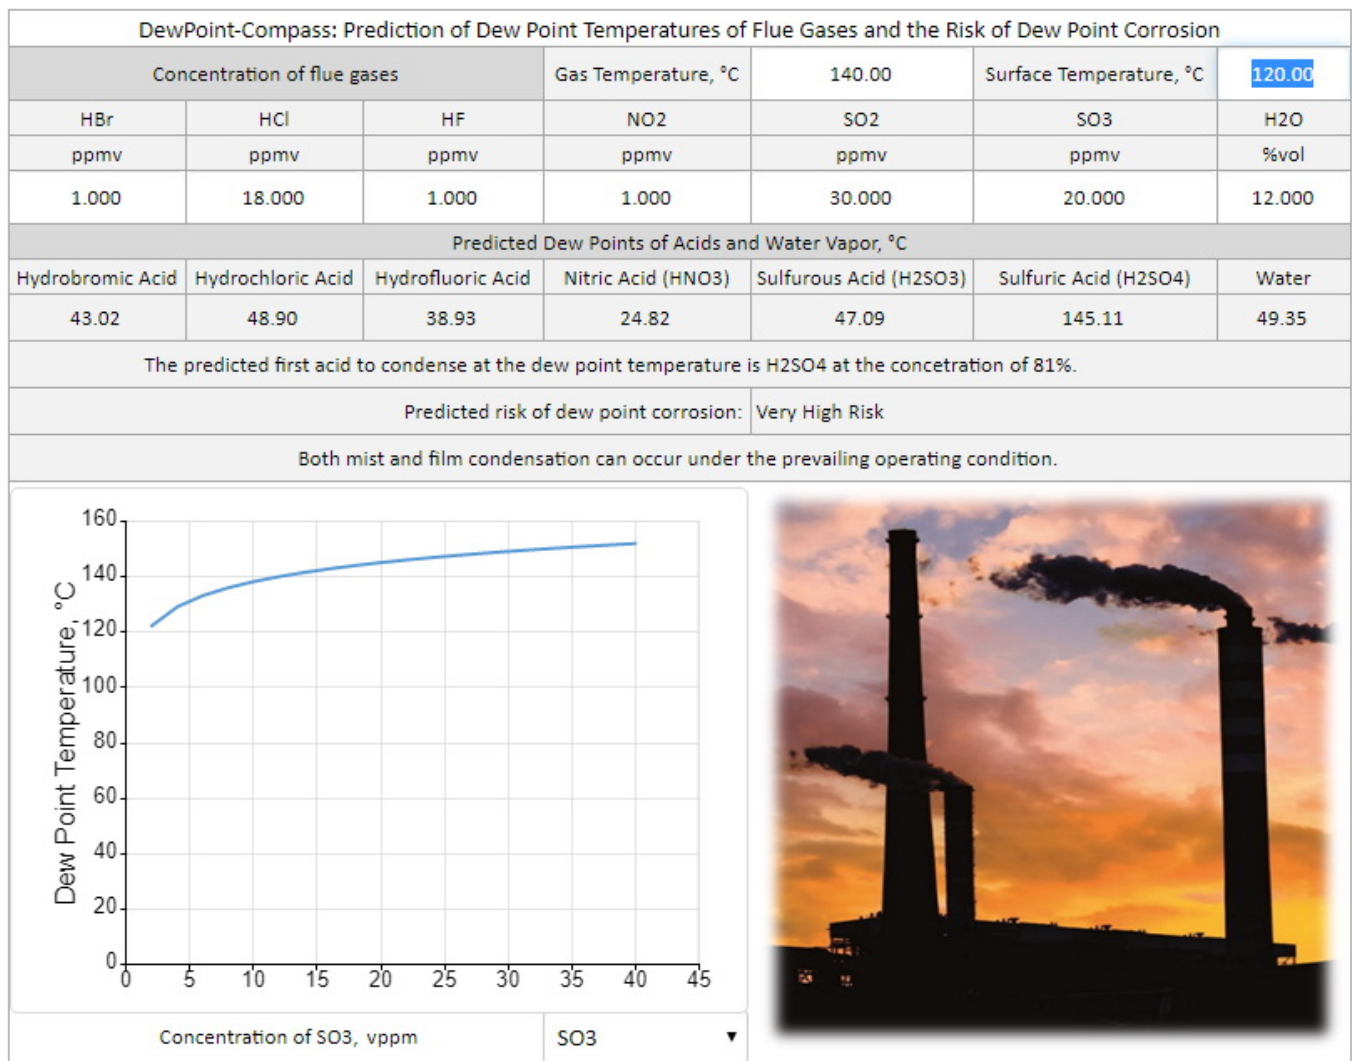 DewPoint-Compass: Prediction of Dew Point Temperatures of Flue Gases and the Risk of Dew Point Corrosion
Concentration of flue gases Gas Temperature, °C 140.00 Surface Temperature, °C 120.00
HBr HCl HF NO2 SO2 SO3 H2O
ppmv ppmv ppmv ppmv ppmv ppmv %vol
1.000 18.000 1.000 1.000 30.000 20.000 12.000
Predicted Dew Points of Acids and Water Vapor, °C
Hydrobromic Acid Hydrochloric Acid Hydrofluoric Acid Nitric Acid (HNO3) Sulfurous Acid (H2SO3) Sulfuric Acid (H2SO4) Water
43.02 48.90 38.93 24.82 47.09 145.11 49.35
The predicted first acid to condense at the dew point temperature is H2SO4 at the concetration of 81%.
Predicted risk of dew point corrosion: Very High Risk
Both mist and film condensation can occur under the prevailing operating condition.
Dew Point Temperature, °C
160
140
120
100
80
60
40
20
0
0 5 10 15 20 25 30 35 40 45
Concentration of SO3, vppm SO3